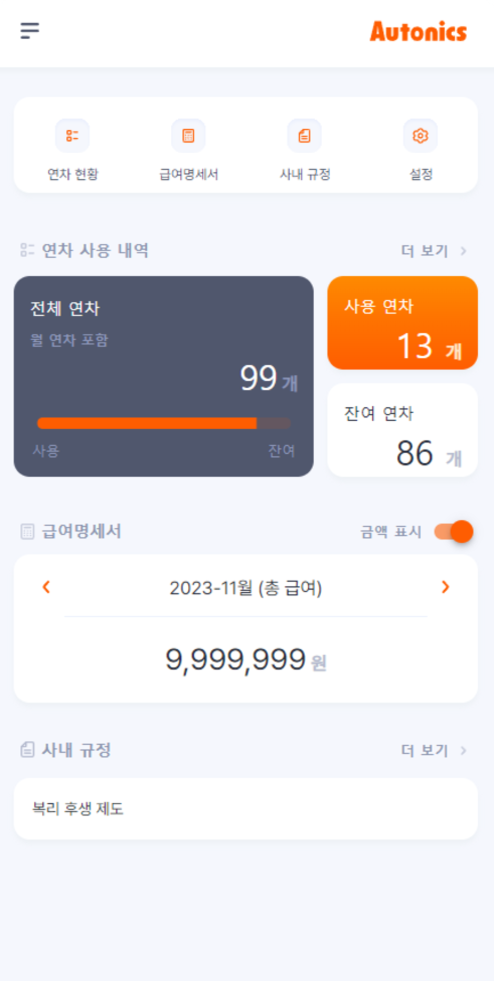 Autonics
연차 현황
급여명세서
사내 규정
설정
연차 사용 내역
더 보기
전체 연차
월 연차 포함
99 개
사용
잔여
사용 연차
13 개
잔여 연차
86 개
급여명세서
금액 표시
2023-11월 (총 급여)
9,999,999 원
사내 규정
더 보기
복리 후생 제도